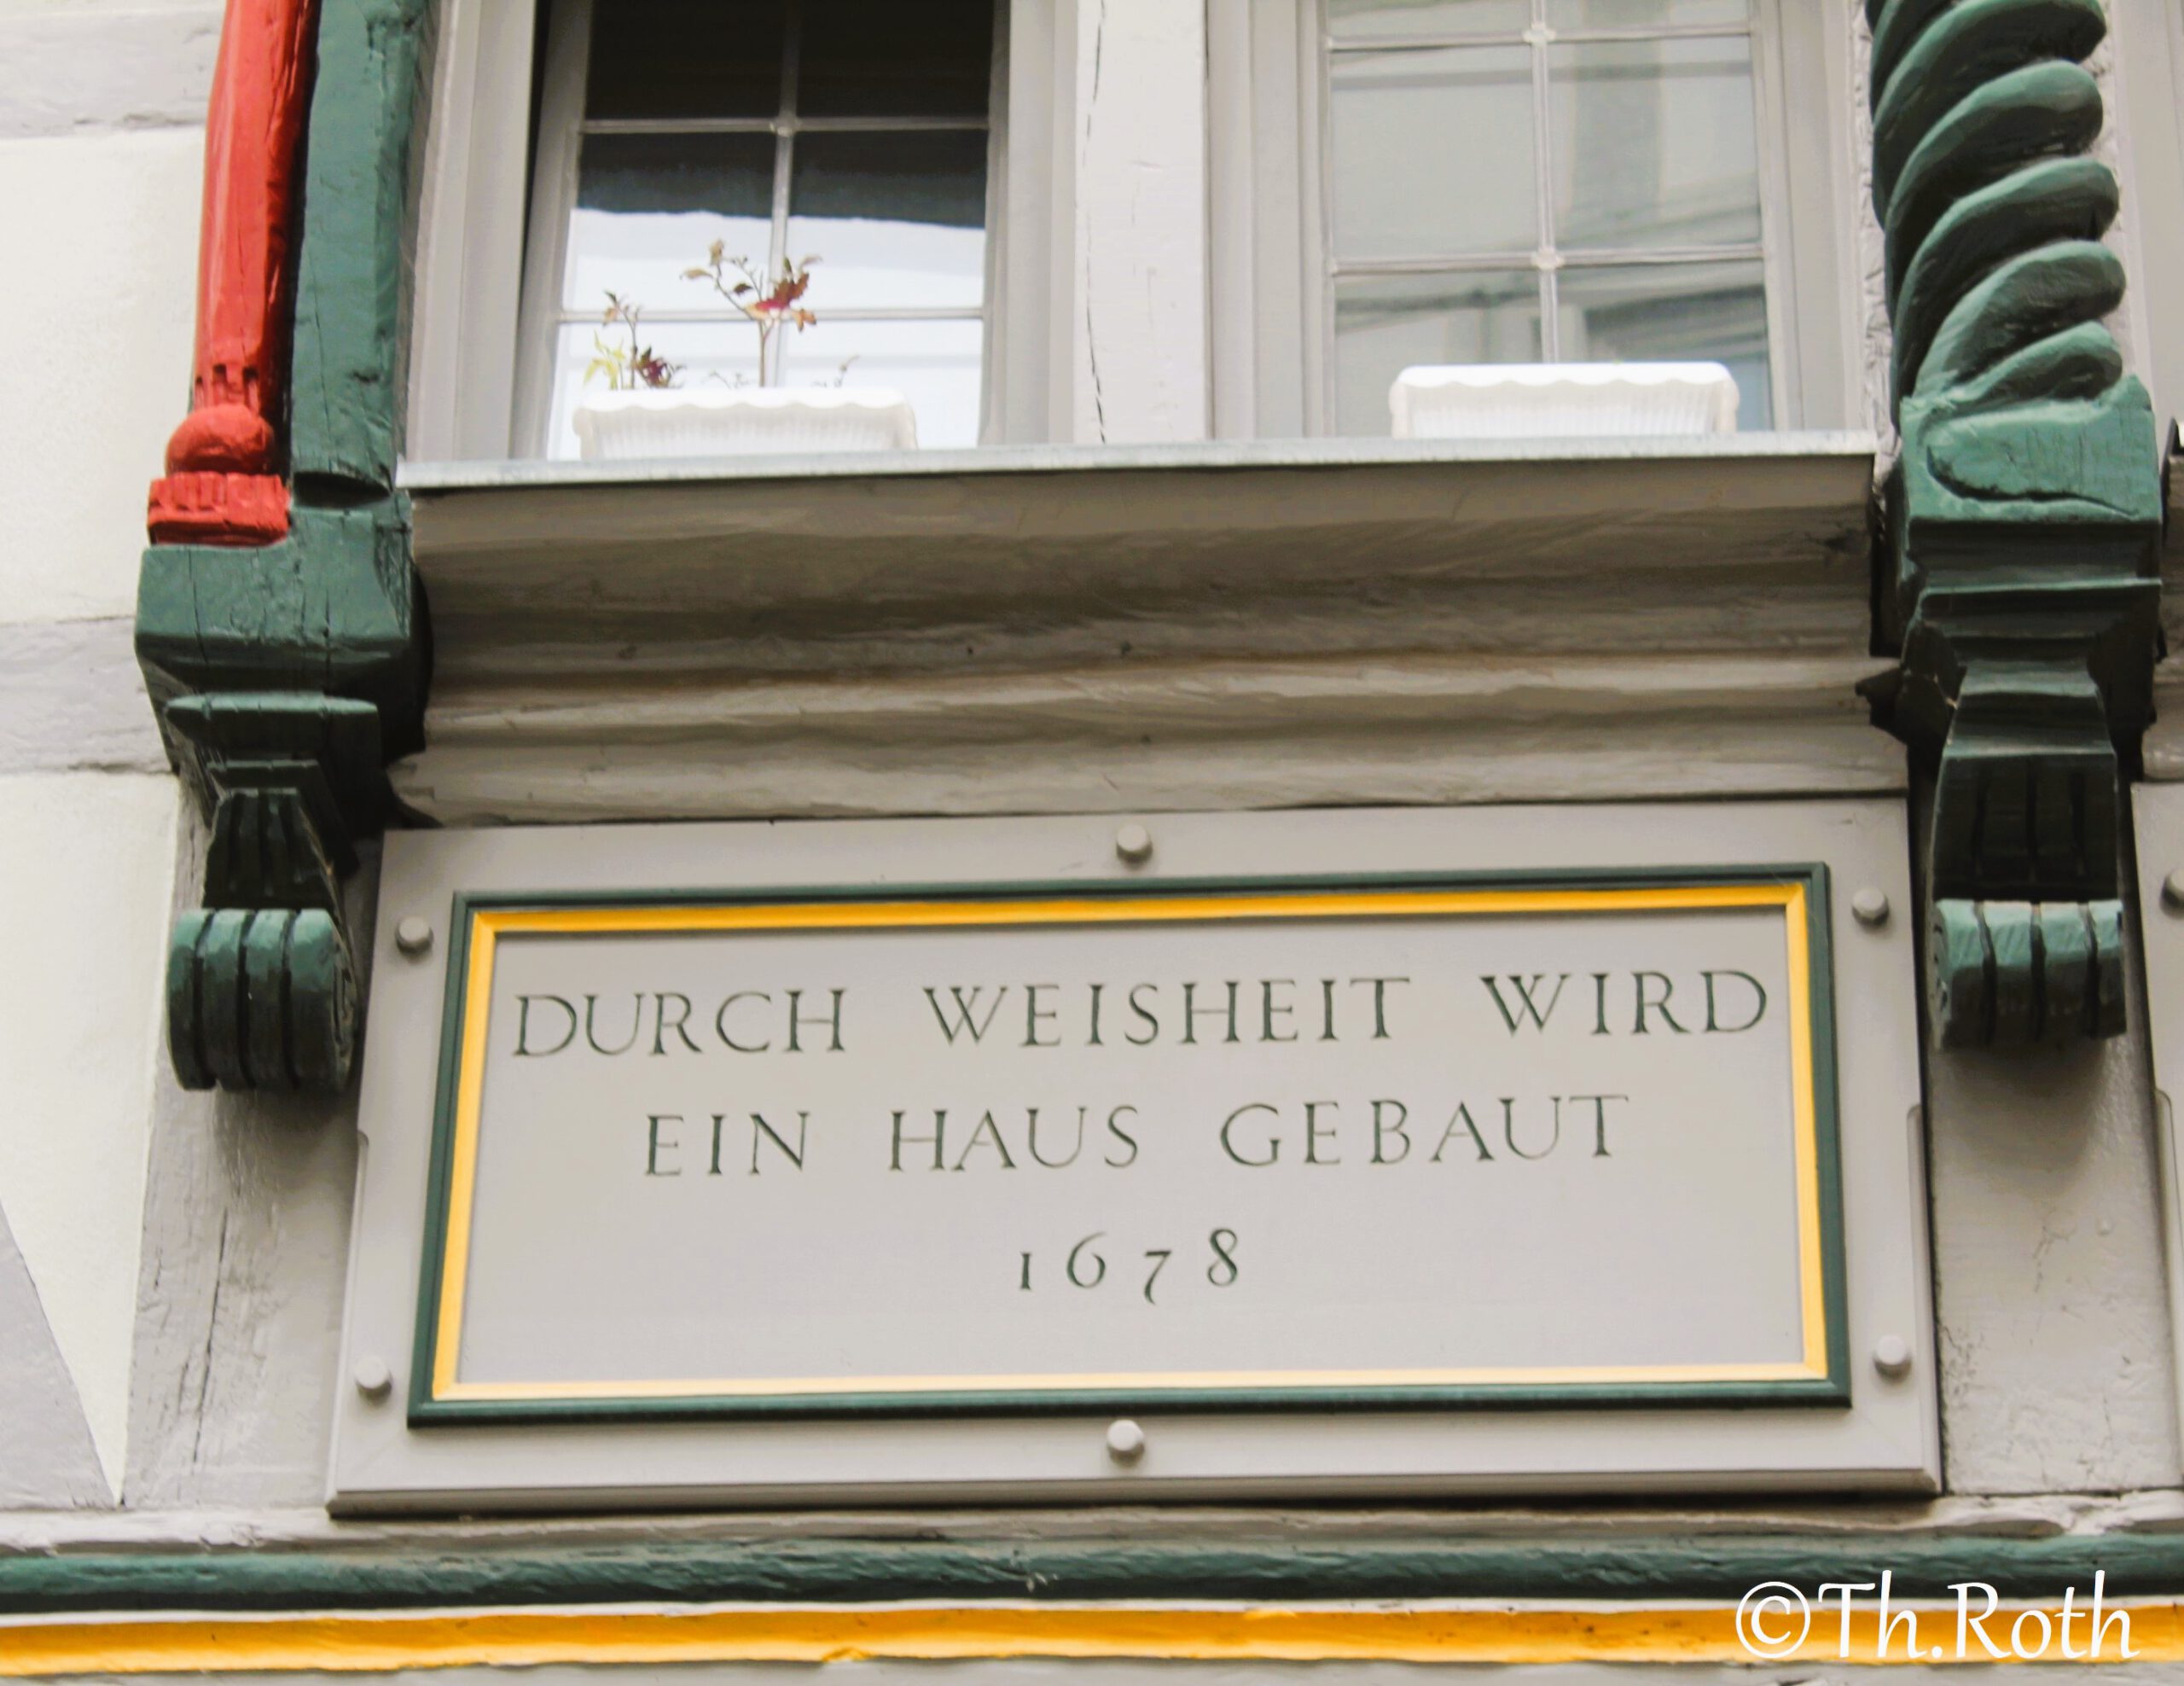 DURCH WEISHEIT WIRD
EIN HAUS GEBAUT
1678
©Th.Roth